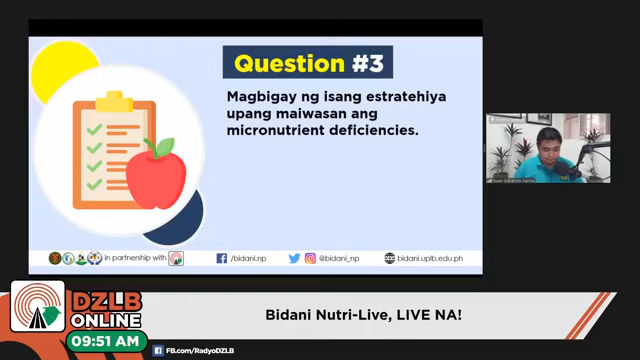 Question #3
Magbigay ng isang estratehiya
upang maiwasan ang
micronutrient deficiencies.
in partnership with
/bidani.np
@bidani_np
bidani.uplb.edu.ph
DZLB
ONLINE
09:51 AM
Bidani Nutri-Live, LIVE NA!
FB.com/RadyoDZLB